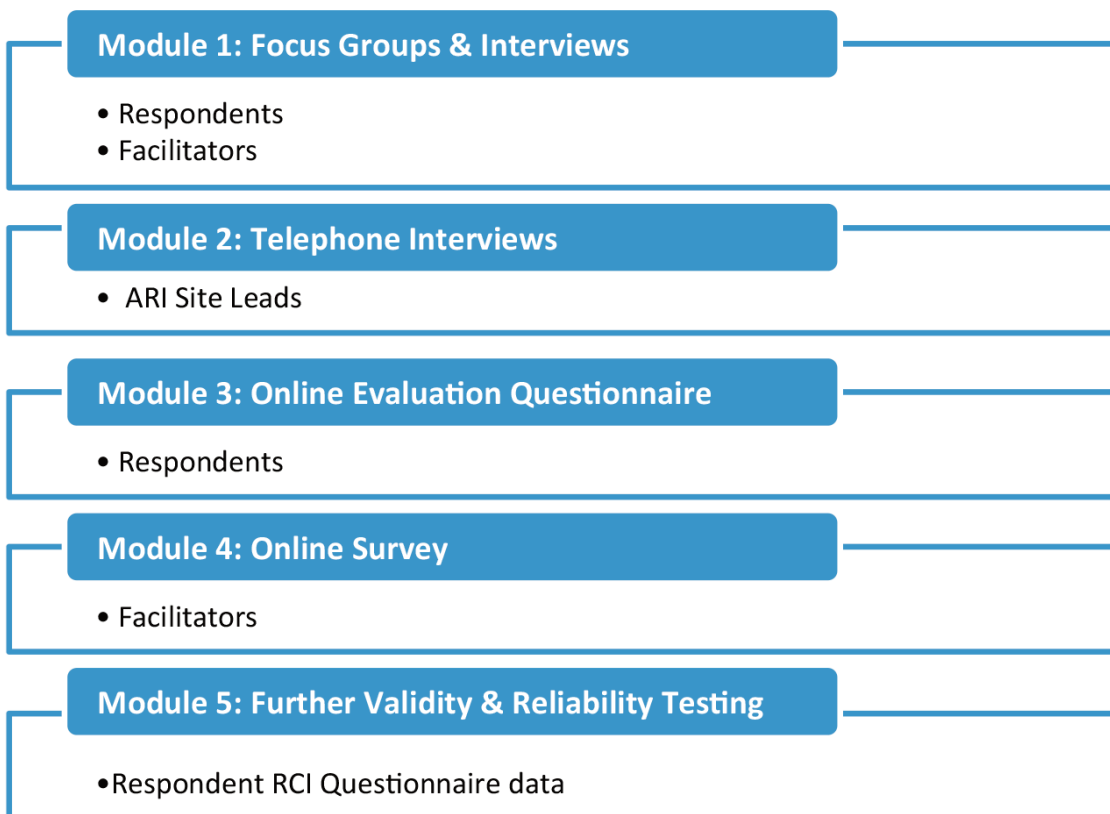 Module 1: Focus Groups & Interviews
• Respondents
• Facilitators
Module 2: Telephone Interviews
• ARI Site Leads
Module 3: Online Evaluation Questionnaire
• Respondents
Module 4: Online Survey
• Facilitators
Module 5: Further Validity & Reliability Testing
•Respondent RCI Questionnaire data